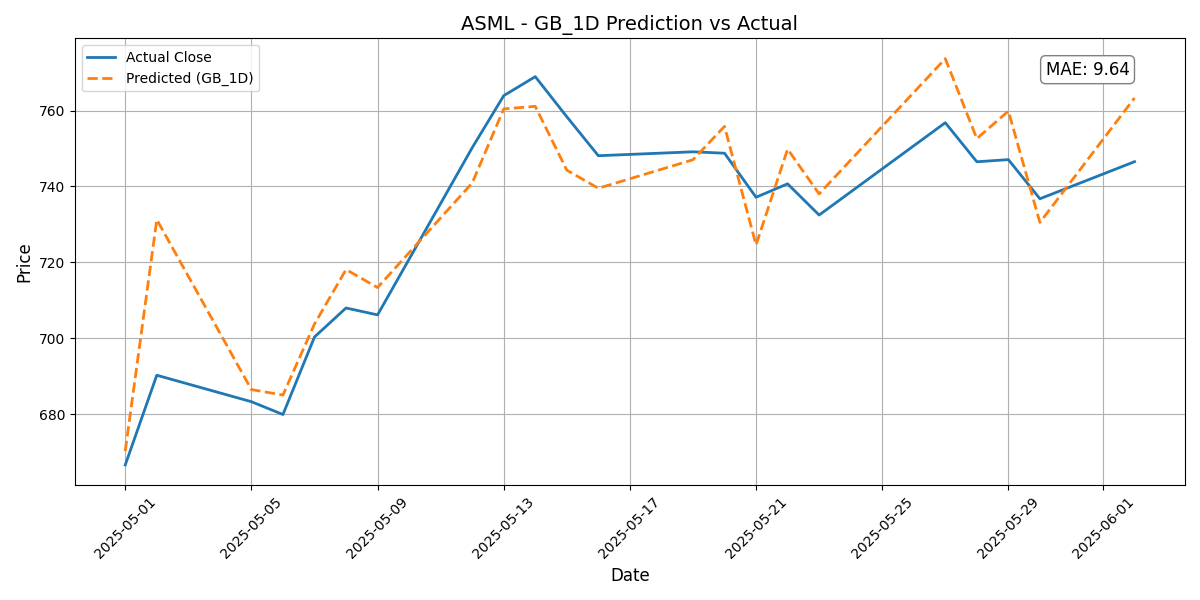 ASML - GB_1D Prediction vs Actual
Actual Close
Predicted (GB_1D)
MAE: 9.64
Price
760
740
720
700
680
2025-05-01
2025-05-05
2025-05-09
2025-05-13
2025-05-17
2025-05-21
2025-05-25
2025-05-29
2025-06-01
Date